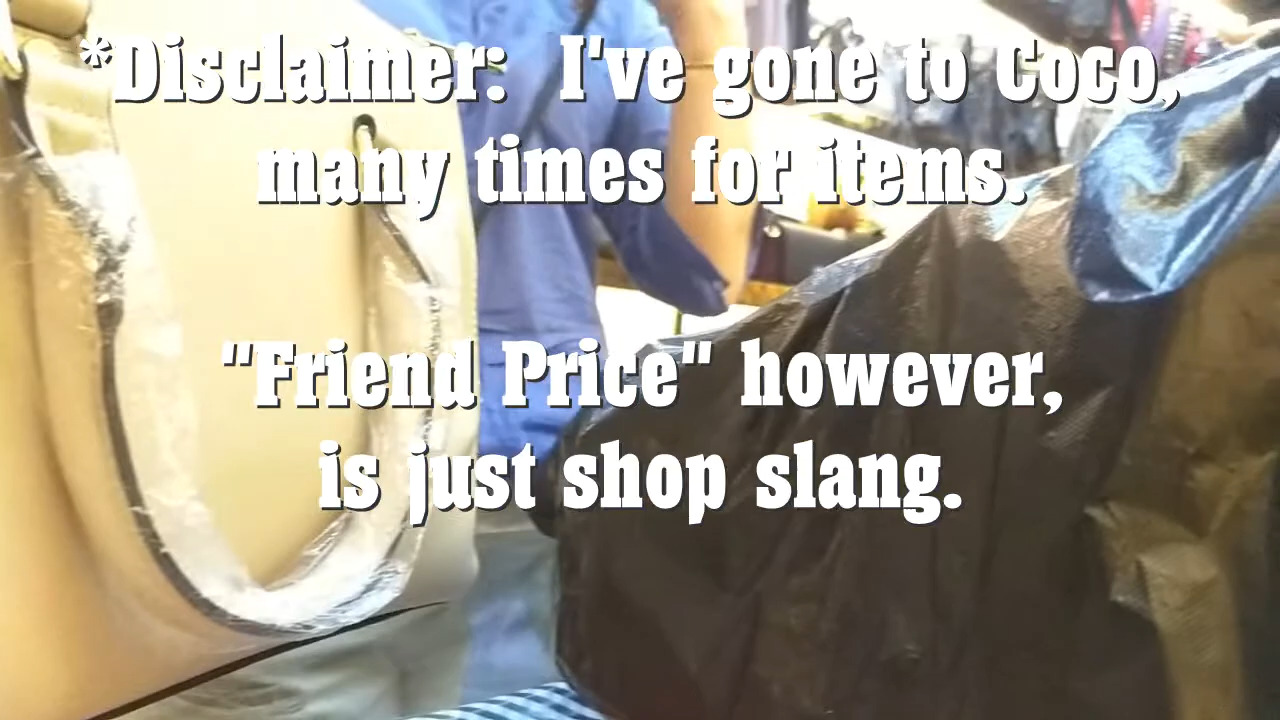 *Disclaimer: I've gone to Coco,
many times for items.
"Friend Price" however,
is just shop slang.